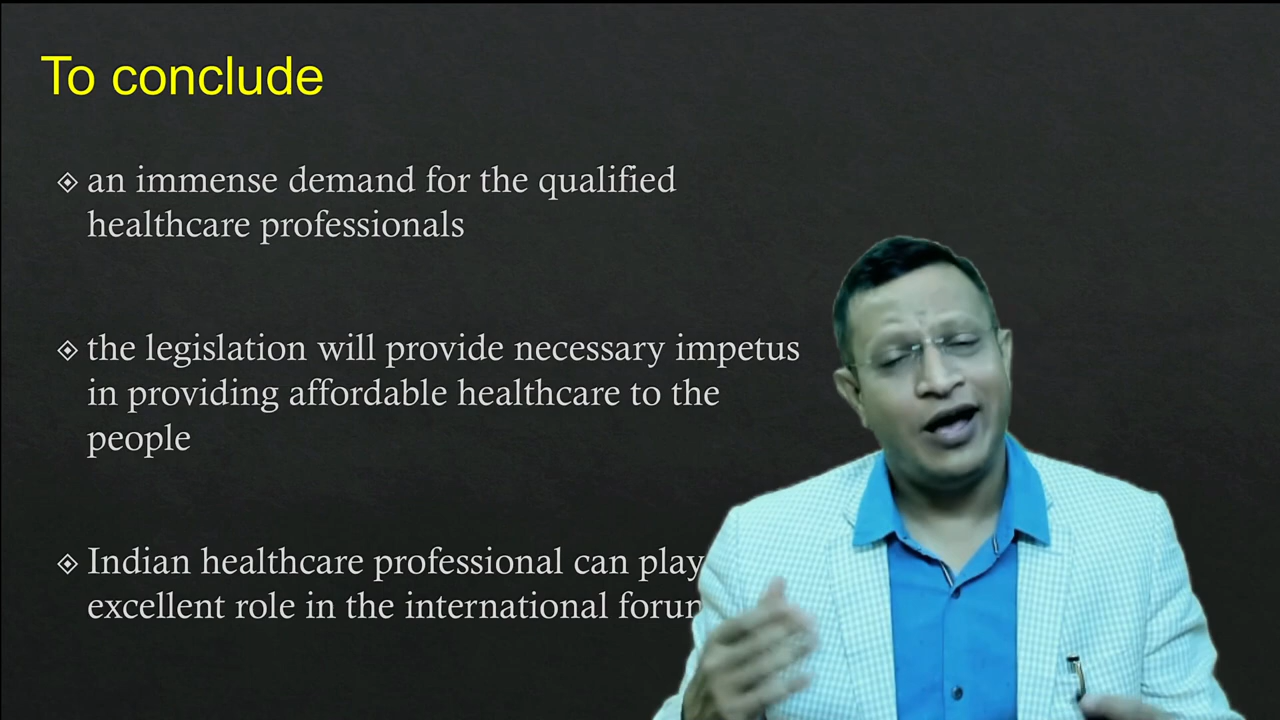 To conclude
an immense demand for the qualified
healthcare professionals
the legislation will provide necessary impetus
in providing affordable healthcare to the
people
Indian healthcare professional can play
excellent role in the international